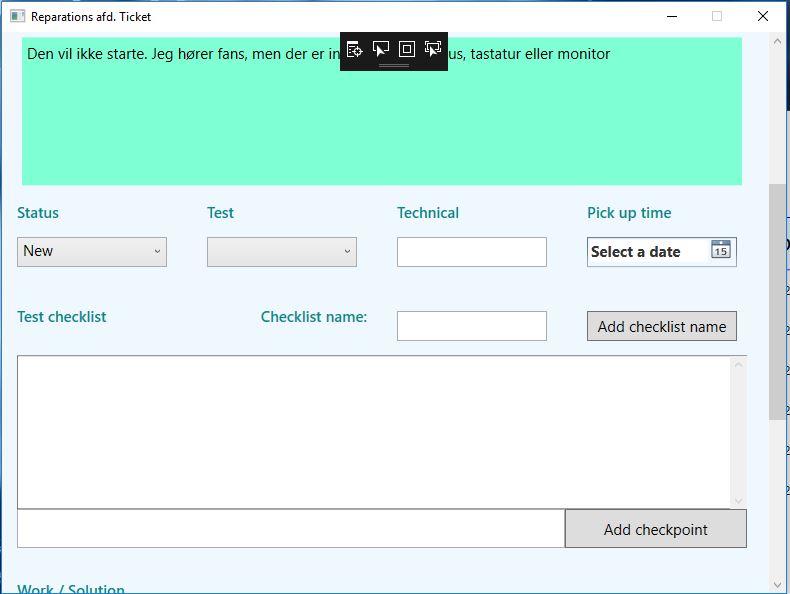 Reparations afd. Ticket
Den vil ikke starte. Jeg hører fans, men der er in us, tastatur eller monitor
Status
Test
Technical
Pick up time
New
Select a date
15
Test checklist
Checklist name:
Add checklist name
Add checkpoint
Work / Solution